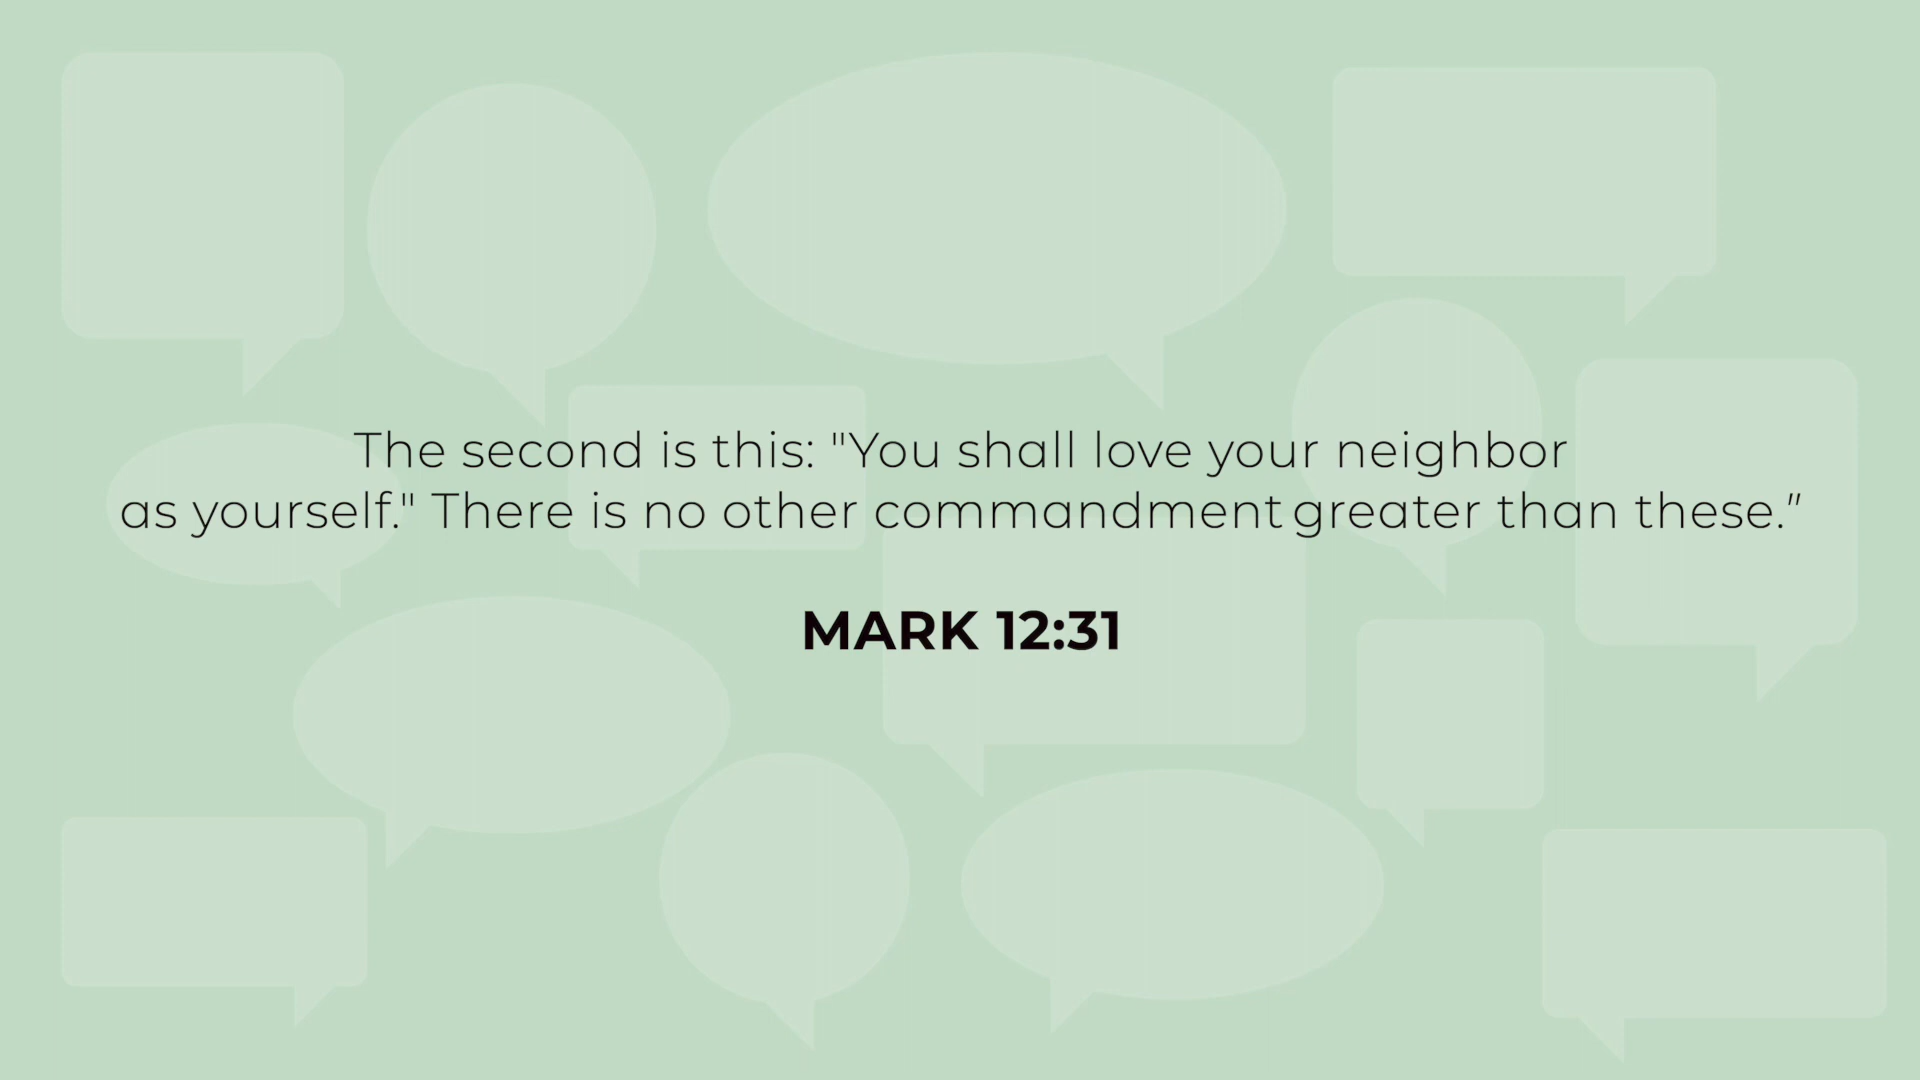 The second is this: "You shall love your neighbor
as yourself." There is no other commandment greater than these.”
MARK 12:31